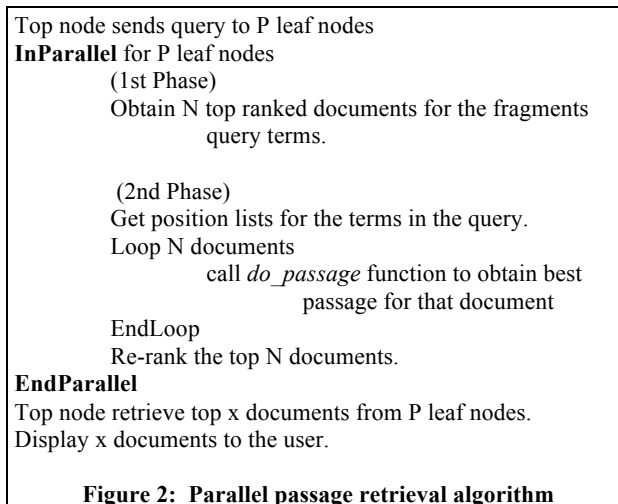 Top node sends query to P leaf nodes
InParallel for P leaf nodes
(1st Phase)
Obtain N top ranked documents for the fragments
query terms.
(2nd Phase)
Get position lists for the terms in the query.
Loop N documents
call do_passage function to obtain best
passage for that document
EndLoop
Re-rank the top N documents.
EndParallel
Top node retrieve top x documents from P leaf nodes.
Display x documents to the user.
Figure 2: Parallel passage retrieval algorithm